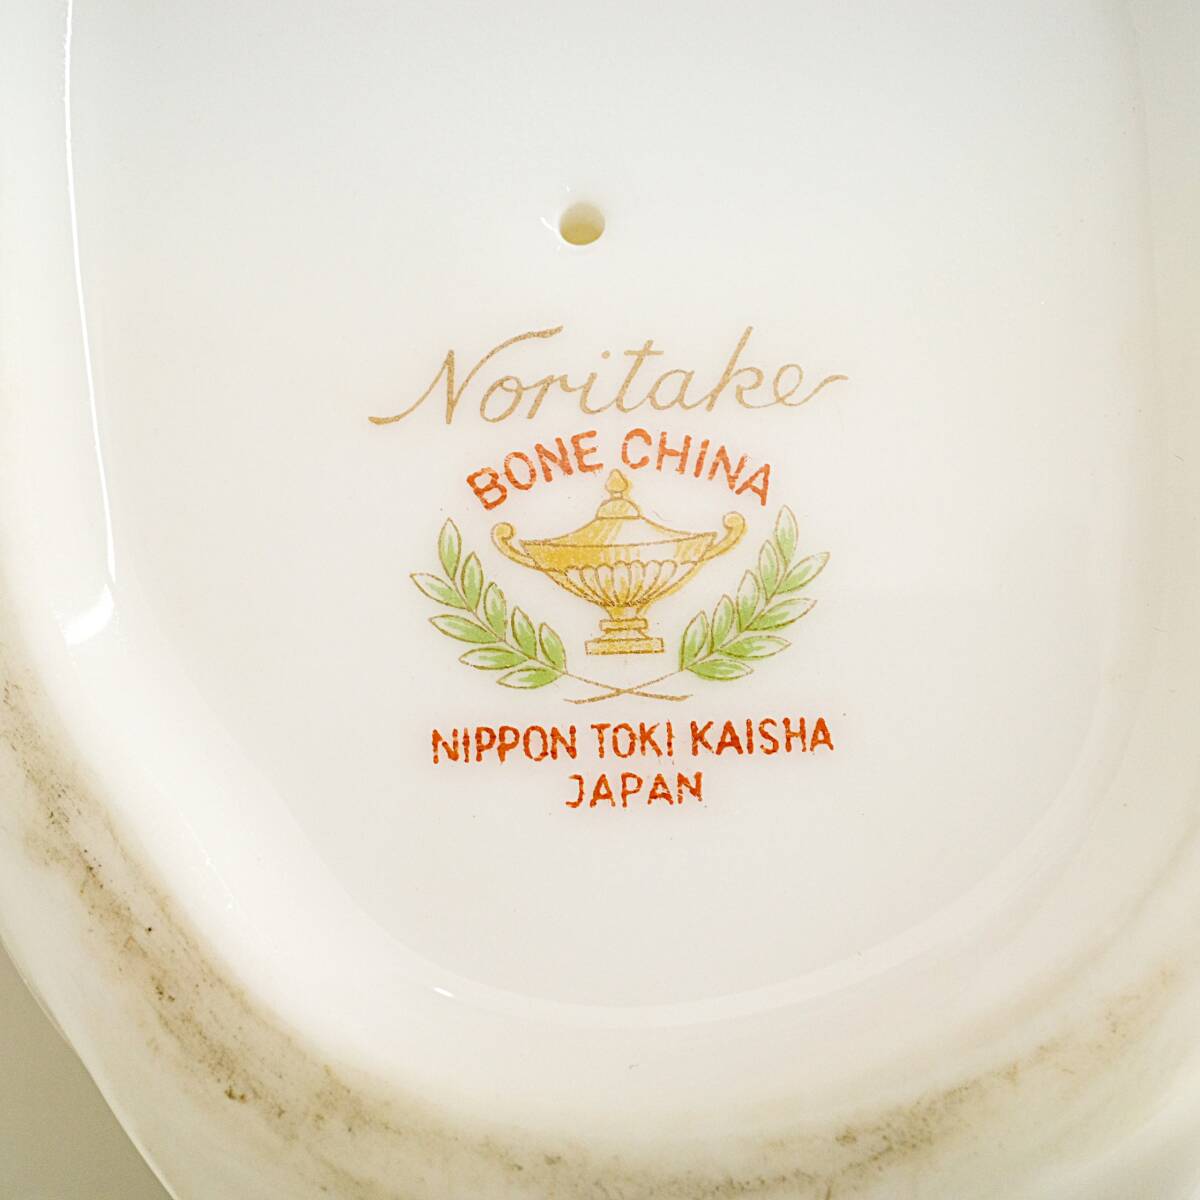 Noritake
BONE CHINA
NIPPON TOKI KAISHA
JAPAN